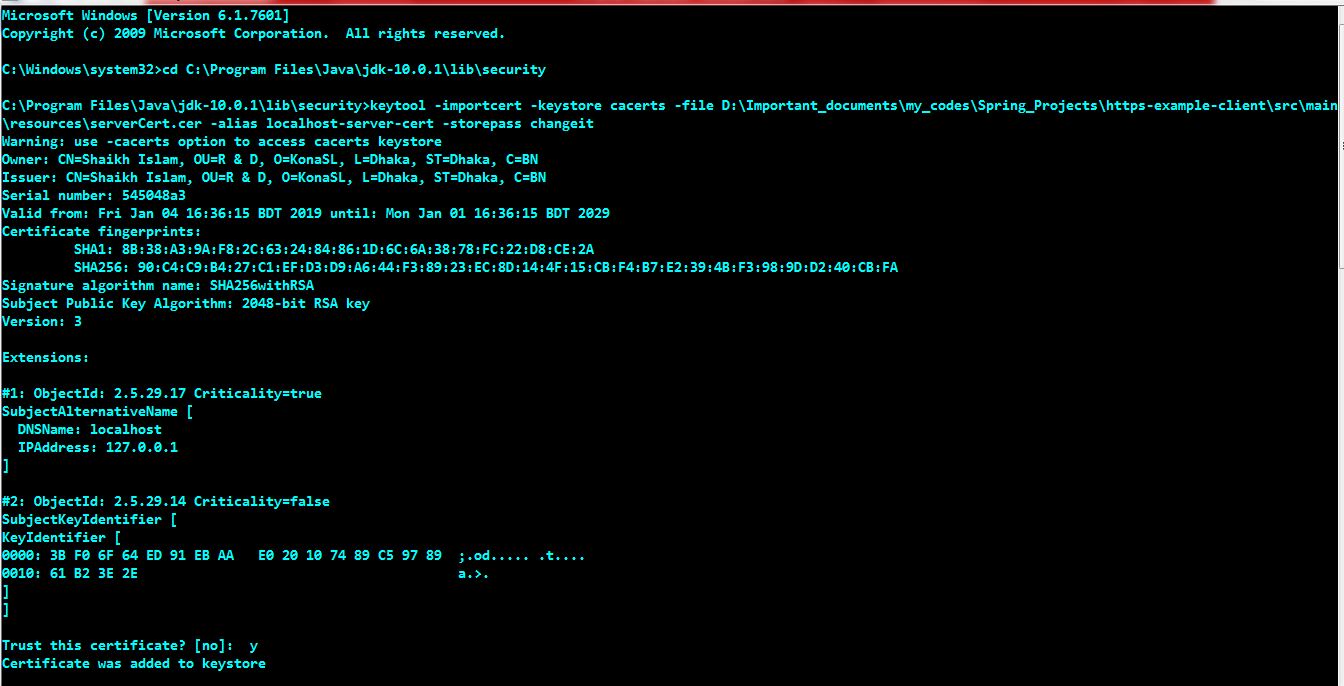 Microsoft Windows [Version 6.1.7601]
Copyright (c) 2009 Microsoft Corporation.  All rights reserved.
C:\Windows\system32>cd C:\Program Files\Java\jdk-10.0.1\lib\security
C:\Program Files\Java\jdk-10.0.1\lib\security>keytool -importcert -keystore cacerts -file D:\Important_documents\my_codes\Spring_Projects\https-example-client\src\main
\resources\serverCert.cer -alias localhost-server-cert -storepass changeit
Warning: use -cacerts option to access cacerts keystore
Owner: CN=Shaikh Islam, OU=R & D, O=KonaSL, L=Dhaka, ST=Dhaka, C=BN
Issuer: CN=Shaikh Islam, OU=R & D, O=KonaSL, L=Dhaka, ST=Dhaka, C=BN
Serial number: 545048a3
Valid from: Fri Jan 04 16:36:15 BDT 2019 until: Mon Jan 01 16:36:15 BDT 2029
Certificate fingerprints:
SHA1: 8B:38:A3:9A:F8:2C:63:24:84:86:1D:6C:6A:38:78:FC:22:D8:CE:2A
SHA256: 90:C4:C9:B4:27:C1:EF:D3:D9:A6:44:F3:89:23:EC:8D:14:4F:15:CB:F4:B7:E2:39:4B:F3:98:9D:D2:40:CB:FA
Signature algorithm name: SHA256withRSA
Subject Public Key Algorithm: 2048-bit RSA key
Version: 3
Extensions:
#1: ObjectId: 2.5.29.17 Criticality=true
SubjectAlternativeName [
DNSName: localhost
IPAddress: 127.0.0.1
]
#2: ObjectId: 2.5.29.14 Criticality=false
SubjectKeyIdentifier [
KeyIdentifier [
0000: 3B F0 6F 64 ED 91 EB AA   E0 20 10 74 89 C5 97 89  ;.od..... .t....
0010: 61 B2 3E 2E                                        a.>.
]
]
Trust this certificate? [no]:  y
Certificate was added to keystore